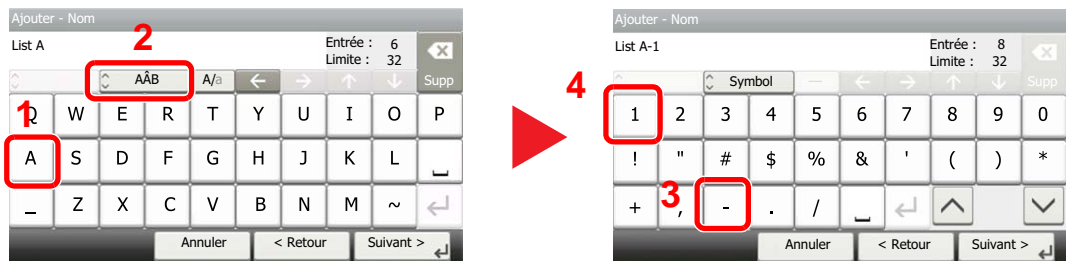 Ajouter - Nom
List A
Entrée : 6
Limite : 32
2
AÂB A/a ← → ↑ ↓ Supp
1
Q W E R T Y U I O P
A S D F G H J K L ␣
_ Z X C V B N M ~ ↵
Annuler < Retour Suivant >
Ajouter - Nom
List A-1
Entrée : 8
Limite : 32
Symbol — ← → ↑ ↓ Supp
4
1 2 3 4 5 6 7 8 9 0
! " # $ % & ' ( ) *
3
+ , - . / ␣ ↵
Annuler < Retour Suivant >